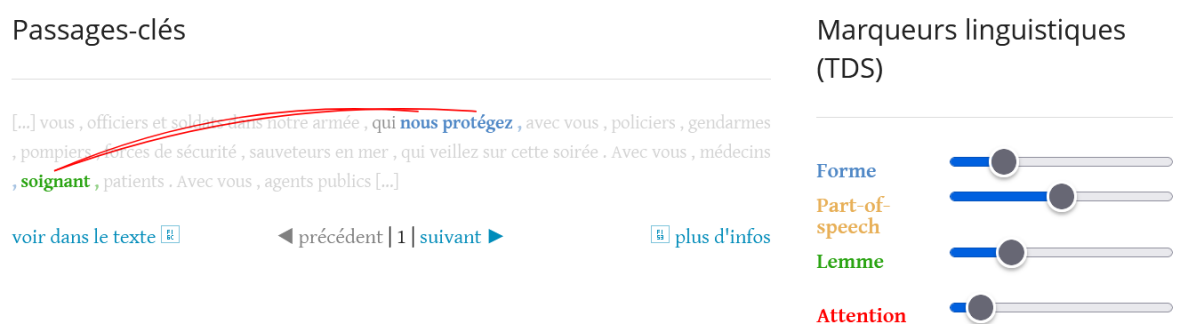 Passages-clés
[...] vous , officiers et soldats dans notre armée , qui nous protégez , avec vous , policiers , gendarmes
, pompiers , forces de sécurité , sauveteurs en mer , qui veillez sur cette soirée . Avec vous , médecins
, soignant , patients . Avec vous , agents publics [...]
voir dans le texte
◀ précédent | 1 | suivant ▶
plus d'infos
Marqueurs linguistiques
(TDS)
Forme
Part-of-
speech
Lemme
Attention